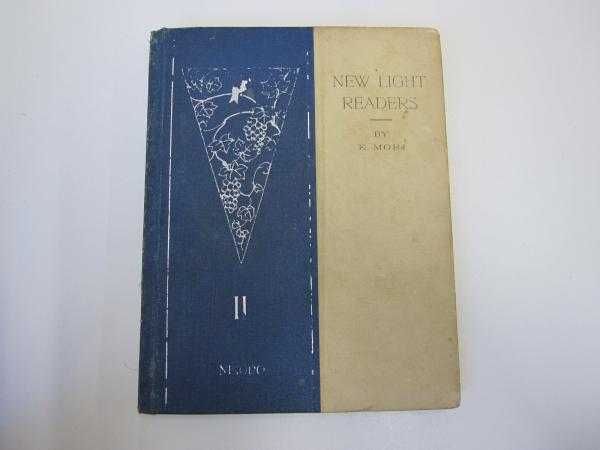 NEW LIGHT
READERS
BY
K. MORI
II